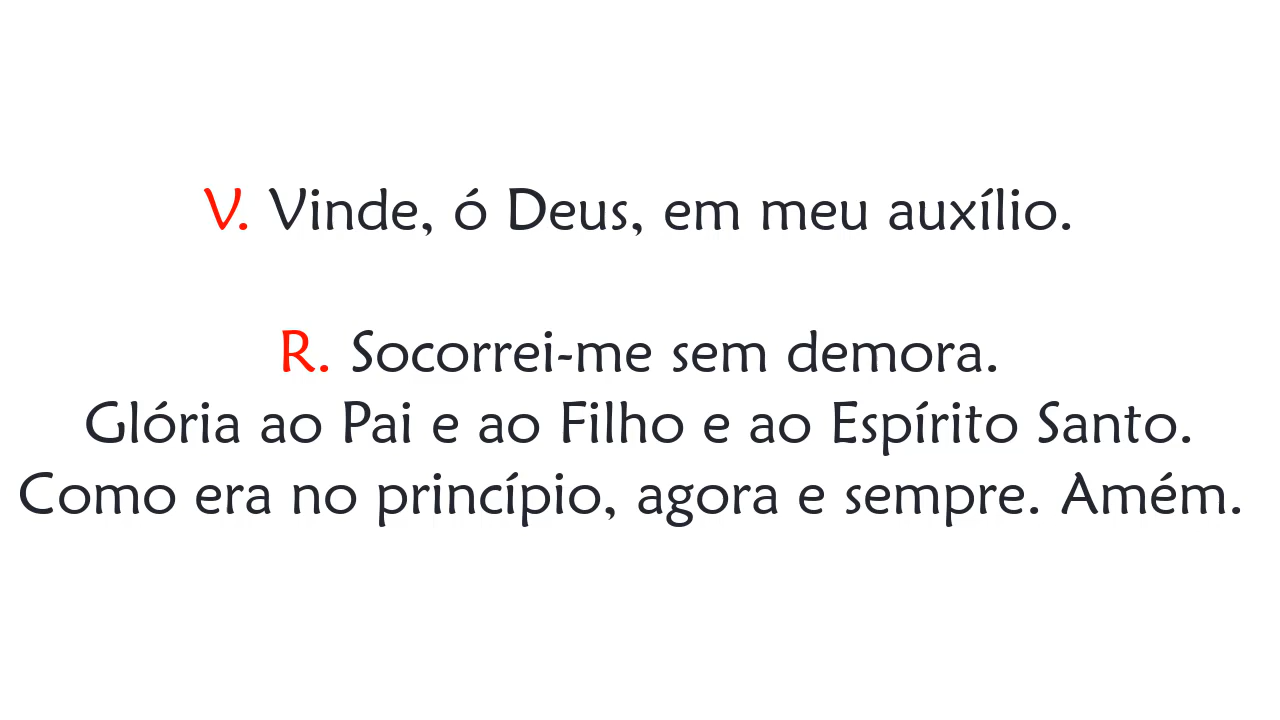 V. Vinde, ó Deus, em meu auxílio.
R. Socorrei-me sem demora.
Glória ao Pai e ao Filho e ao Espírito Santo.
Como era no princípio, agora e sempre. Amém.